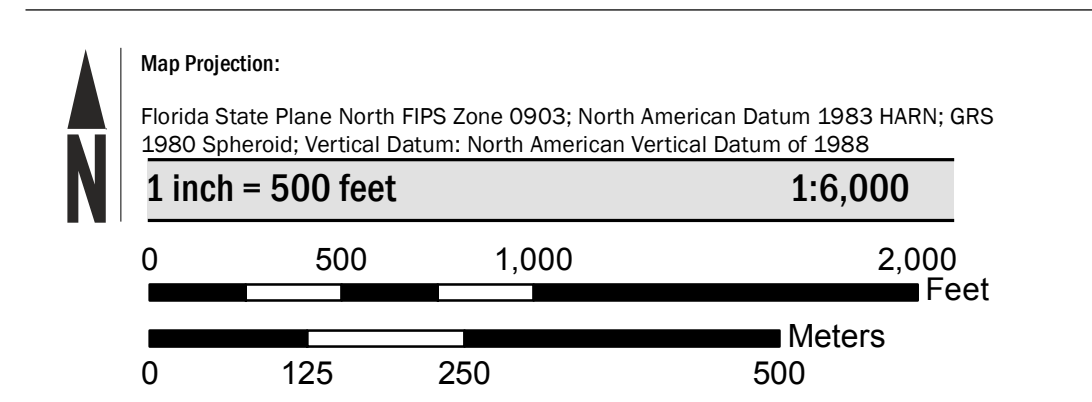 Map Projection:
Florida State Plane North FIPS Zone 0903; North American Datum 1983 HARN; GRS
1980 Spheroid; Vertical Datum: North American Vertical Datum of 1988
N
1 inch = 500 feet 1:6,000
0 500 1,000 2,000
Feet
Meters
0 125 250 500